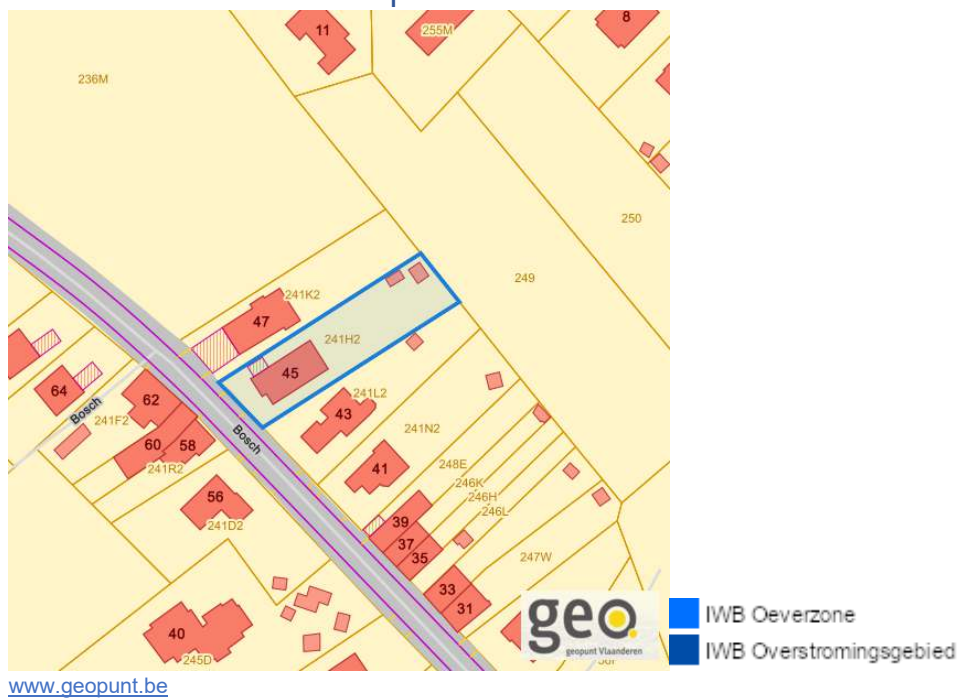 11
255M
8
236M
250
249
241K2
47
241H2
45
64
62
Bosch
241F2
241L2
43
60
58
Bosch
241N2
241R2
41
248E
246K
56
246H
246L
241D2
39
37
35
247W
33
31
40
245D
geo.
geopunt Vlaanderen
IWB Oeverzone
IWB Overstromingsgebied
www.geopunt.be